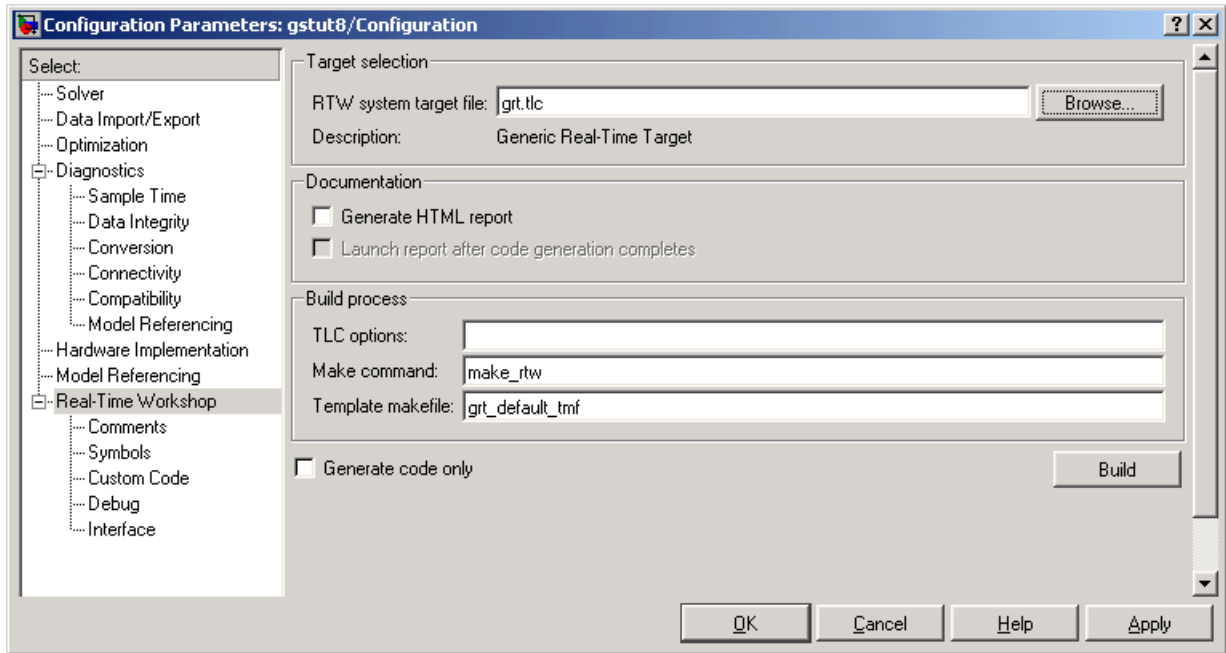 Configuration Parameters: gstut8/Configuration
Select:
Solver
Data Import/Export
Optimization
Diagnostics
Sample Time
Data Integrity
Conversion
Connectivity
Compatibility
Model Referencing
Hardware Implementation
Model Referencing
Real-Time Workshop
Comments
Symbols
Custom Code
Debug
Interface
Target selection
RTW system target file: grt.tlc Browse...
Description: Generic Real-Time Target
Documentation
Generate HTML report
Launch report after code generation completes
Build process
TLC options:
Make command: make_rtw
Template makefile: grt_default_tmf
Generate code only Build
OK Cancel Help Apply